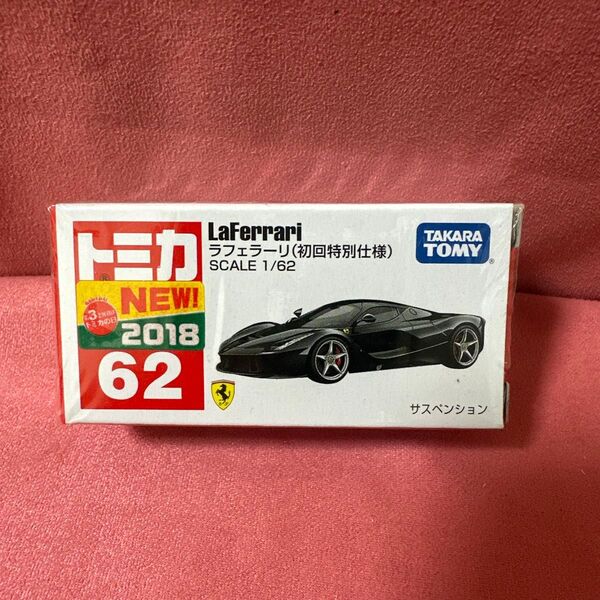 トミカ
NEW!
2018
62
LaFerrari
ラフェラーリ(初回特別仕様)
SCALE 1/62
TAKARA
TOMY®
サスペンション